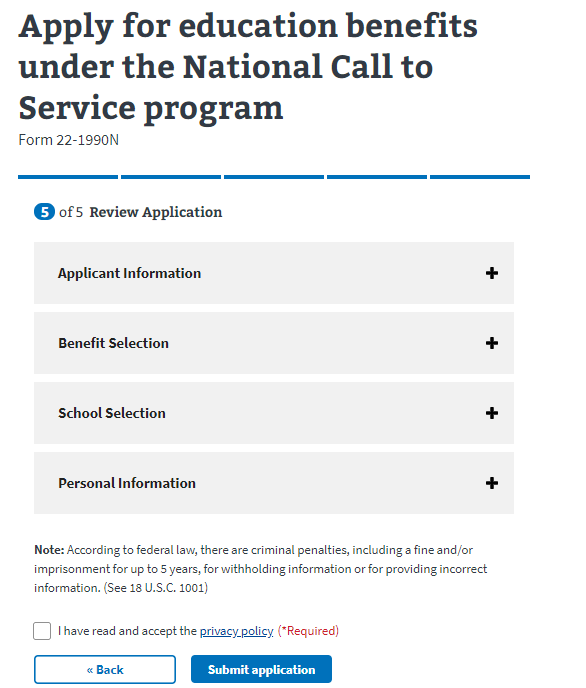 Apply for education benefits
under the National Call to
Service program
Form 22-1990N
5 of 5 Review Application
Applicant Information +
Benefit Selection +
School Selection +
Personal Information +
Note: According to federal law, there are criminal penalties, including a fine and/or
imprisonment for up to 5 years, for withholding information or for providing incorrect
information. (See 18 U.S.C. 1001)
I have read and accept the privacy policy (*Required)
« Back Submit application